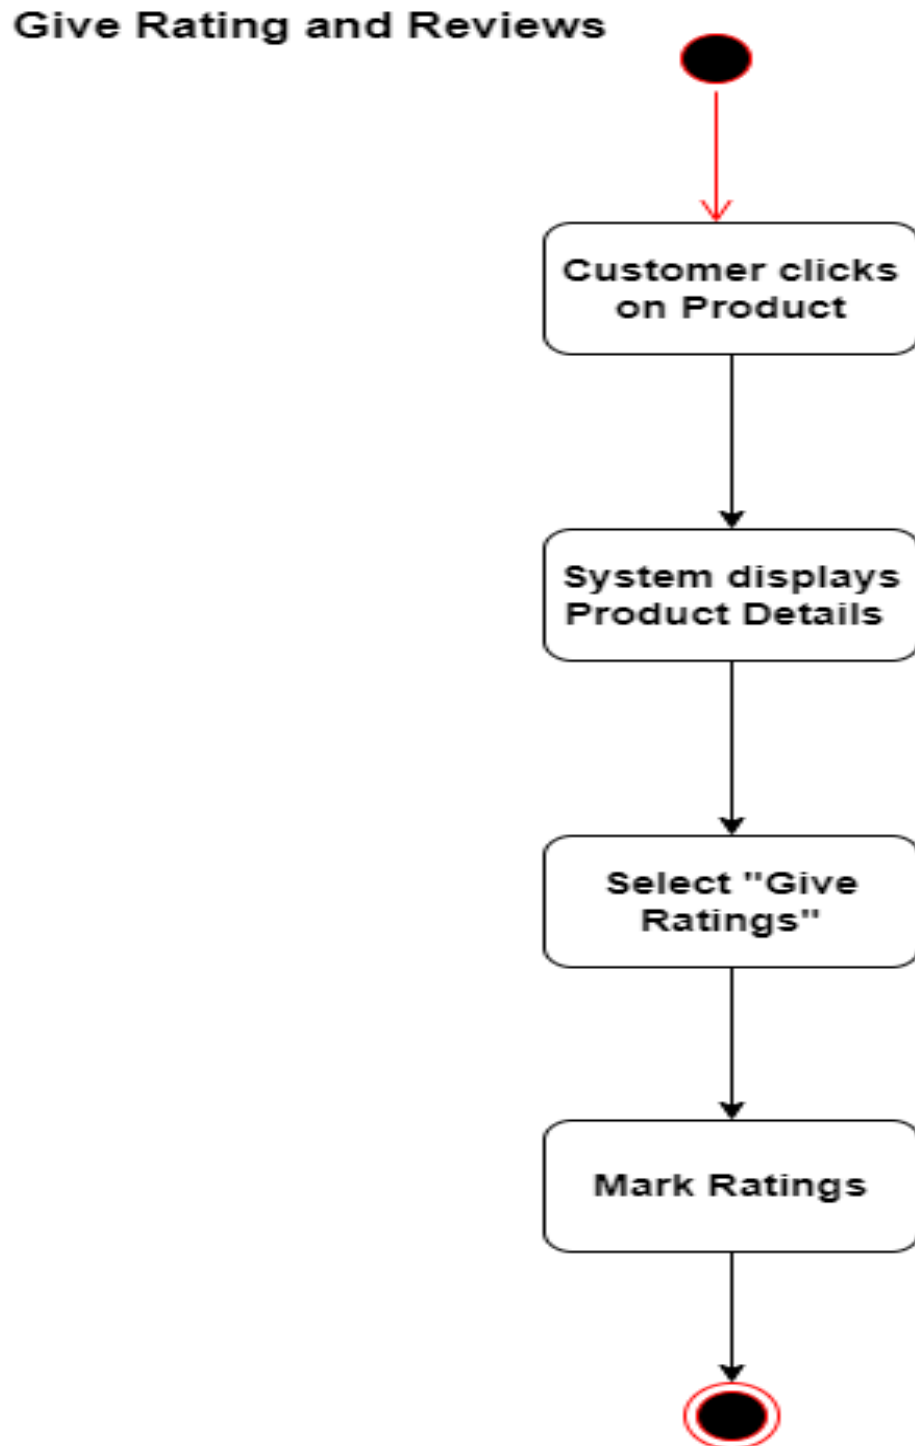 Give Rating and Reviews
Customer clicks
on Product
System displays
Product Details
Select "Give
Ratings"
Mark Ratings